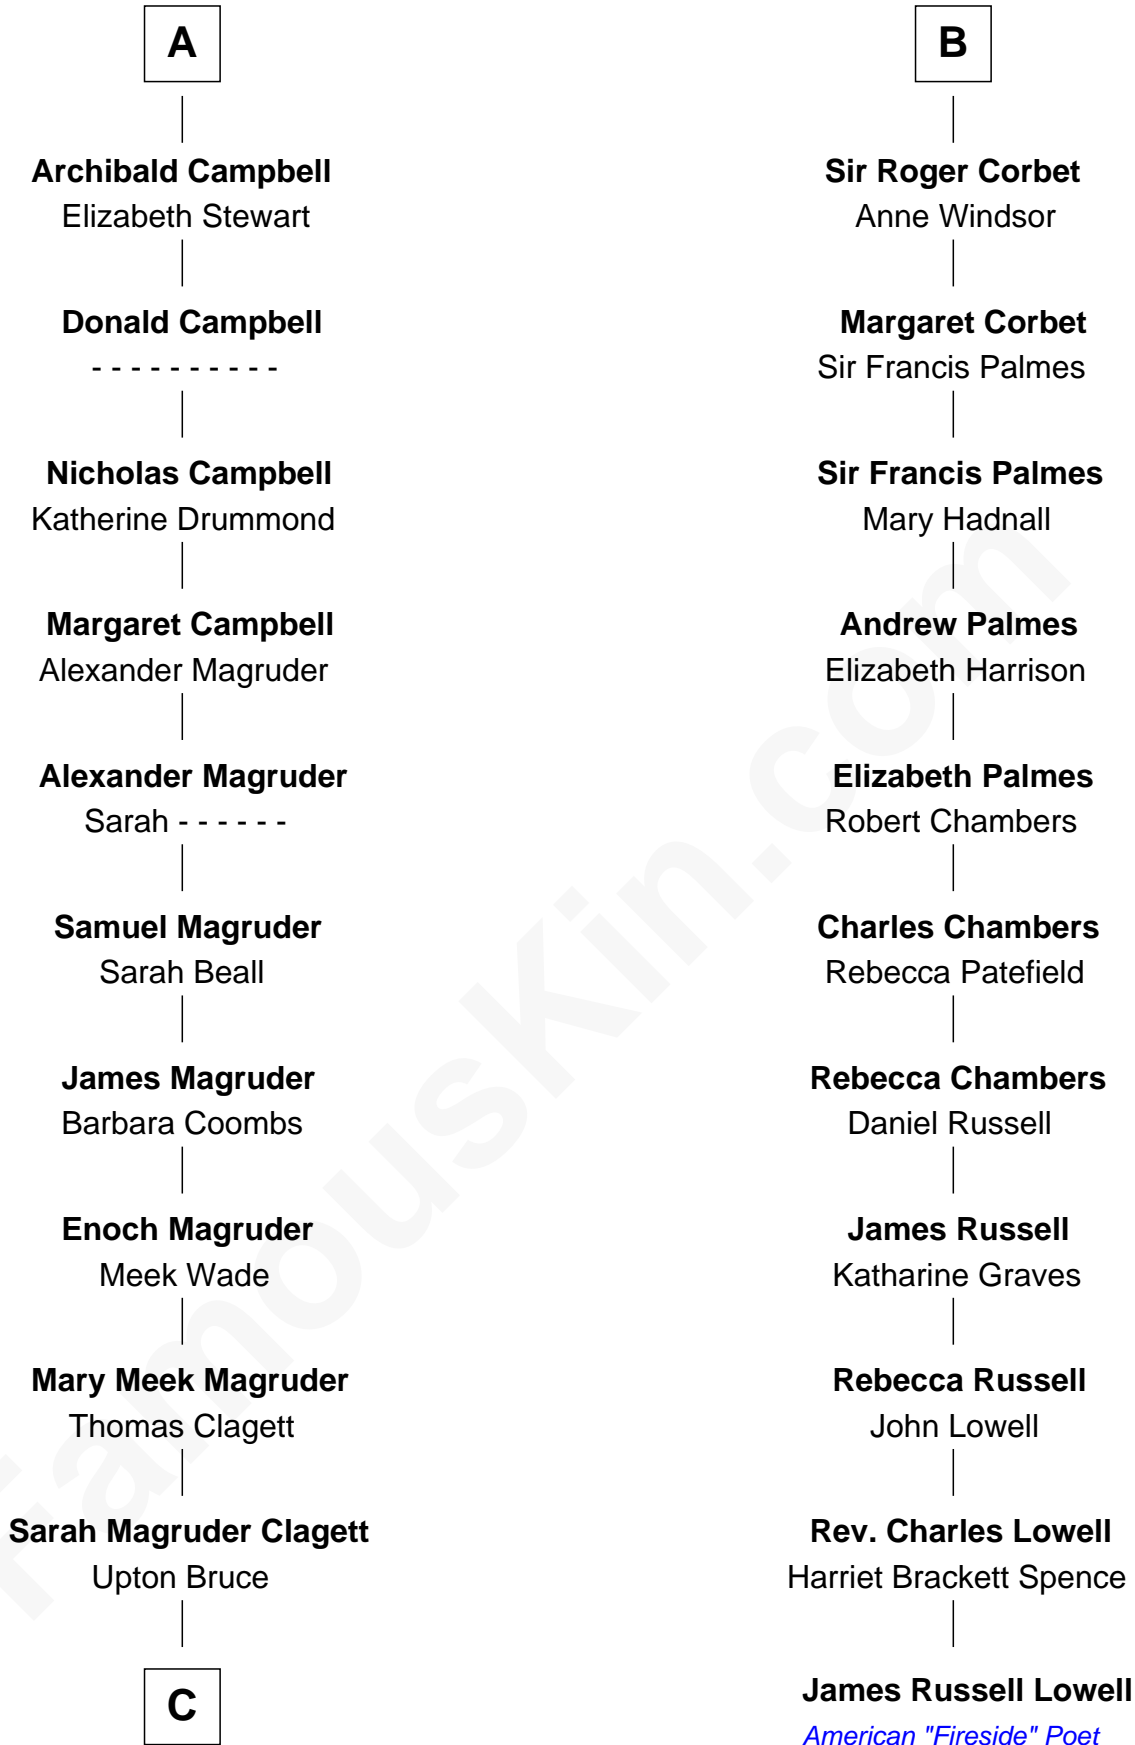 A
Archibald Campbell
Elizabeth Stewart
Donald Campbell
- - - - - - - - - -
Nicholas Campbell
Katherine Drummond
Margaret Campbell
Alexander Magruder
Alexander Magruder
Sarah - - - - - -
Samuel Magruder
Sarah Beall
James Magruder
Barbara Coombs
Enoch Magruder
Meek Wade
Mary Meek Magruder
Thomas Clagett
Sarah Magruder Clagett
Upton Bruce
C
B
Sir Roger Corbet
Anne Windsor
Margaret Corbet
Sir Francis Palmes
Sir Francis Palmes
Mary Hadnall
Andrew Palmes
Elizabeth Harrison
Elizabeth Palmes
Robert Chambers
Charles Chambers
Rebecca Patefield
Rebecca Chambers
Daniel Russell
James Russell
Katharine Graves
Rebecca Russell
John Lowell
Rev. Charles Lowell
Harriet Brackett Spence
James Russell Lowell
American "Fireside" Poet
FamousKin.com